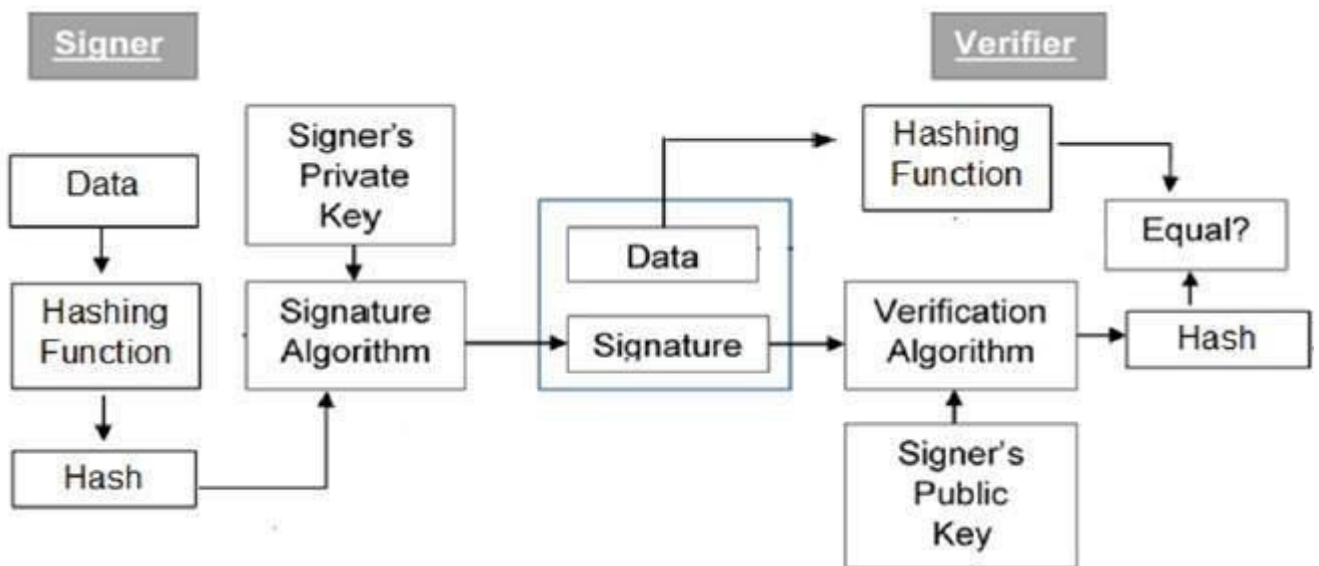 Signer
Verifier
Data
Hashing
Function
Hash
Signer's
Private
Key
Signature
Algorithm
Data
Signature
Hashing
Function
Verification
Algorithm
Signer's
Public
Key
Equal?
Hash